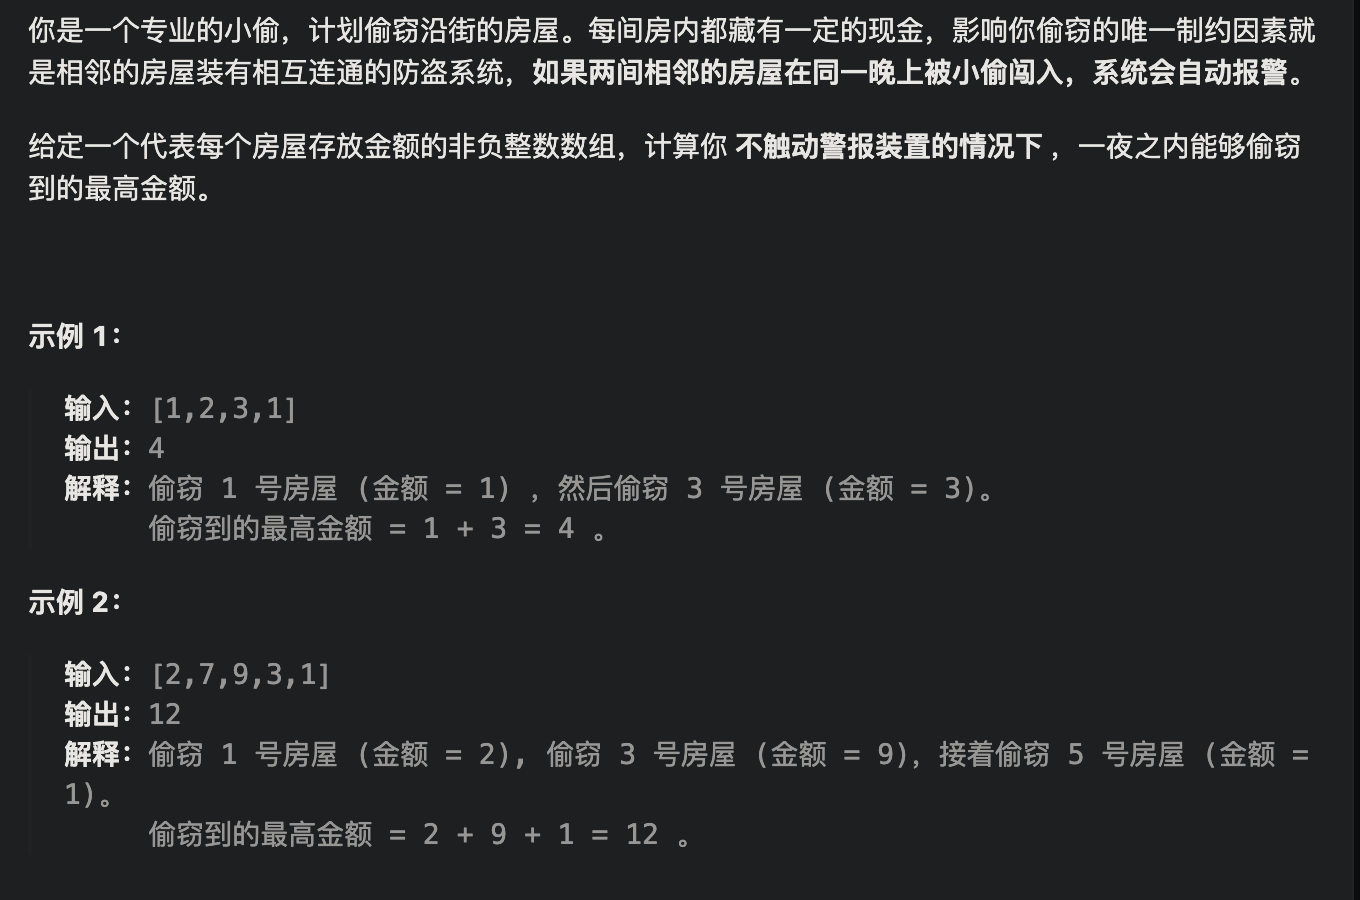 你是一个专业的小偷，计划偷窃沿街的房屋。每间房内都藏有一定的现金，影响你偷窃的唯一制约因素就
是相邻的房屋装有相互连通的防盗系统，如果两间相邻的房屋在同一晚上被小偷闯入，系统会自动报警。
给定一个代表每个房屋存放金额的非负整数数组，计算你 不触动警报装置的情况下 ，一夜之内能够偷窃
到的最高金额。
示例 1：
输入：[1,2,3,1]
输出：4
解释：偷窃 1 号房屋 (金额 = 1) ，然后偷窃 3 号房屋 (金额 = 3)。
偷窃到的最高金额 = 1 + 3 = 4 。
示例 2：
输入：[2,7,9,3,1]
输出：12
解释：偷窃 1 号房屋 (金额 = 2), 偷窃 3 号房屋 (金额 = 9)，接着偷窃 5 号房屋 (金额 =
1)。
偷窃到的最高金额 = 2 + 9 + 1 = 12 。